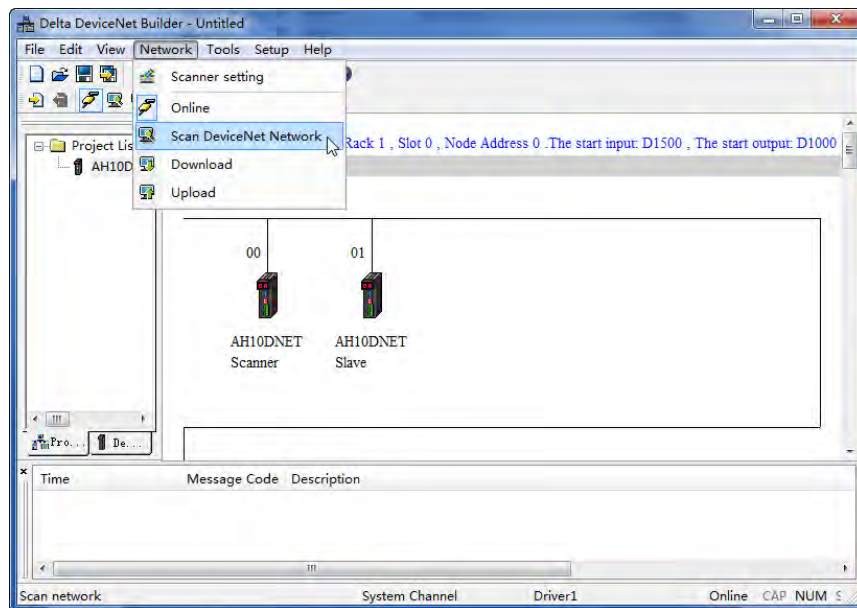 Delta DeviceNet Builder - Untitled
File Edit View Network Tools Setup Help
Scanner setting
Online
Scan DeviceNet Network
Download
Upload
Project Lis
AH10D
Rack 1 , Slot 0 , Node Address 0 .The start input: D1500 , The start output: D1000
00 01
AH10DNET AH10DNET
Scanner Slave
Pro... De...
Time Message Code Description
Scan network System Channel Driver1 Online CAP NUM S